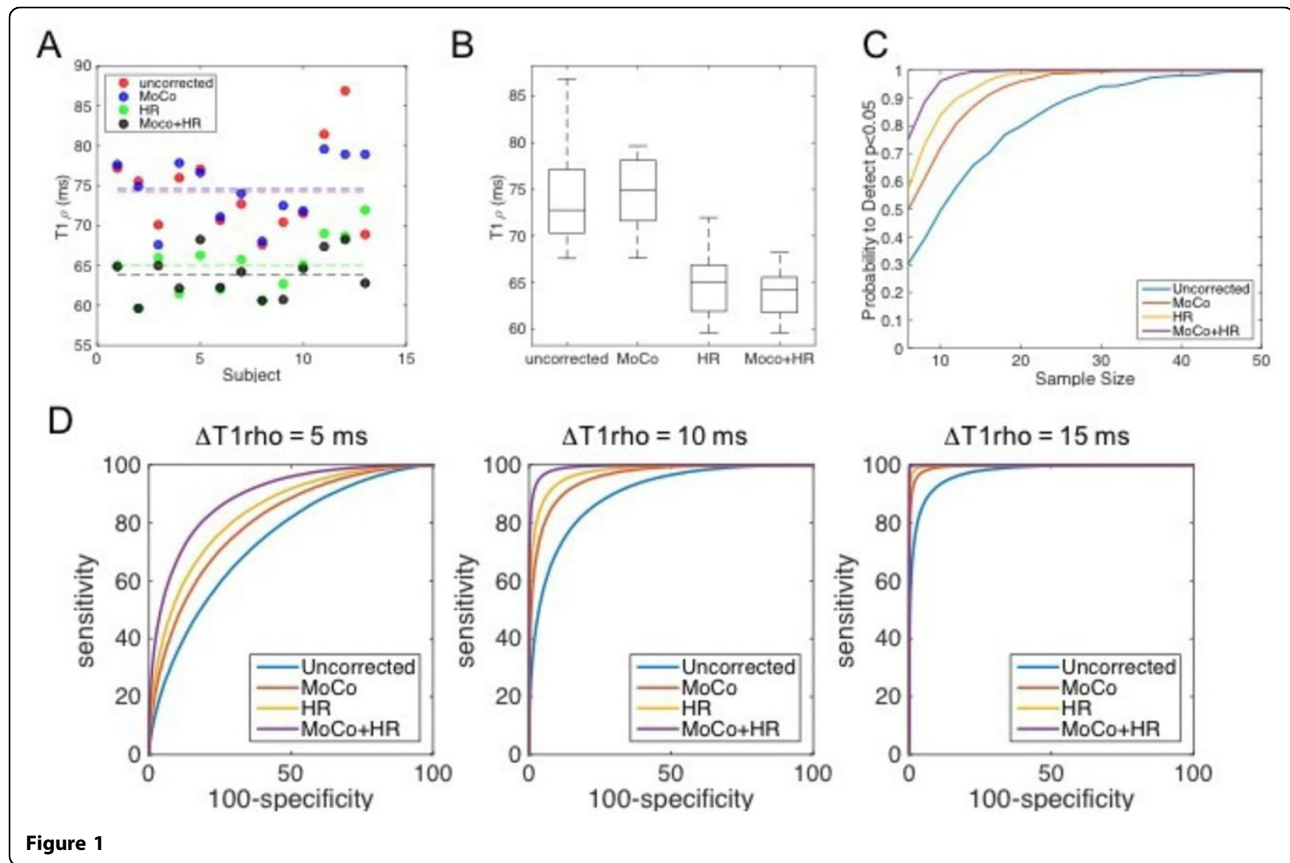 A
90
85
80
75
70
65
60
55
T1 ρ (ms)
uncorrected
MoCo
HR
Moco+HR
0 5 10 15
Subject
B
85
80
75
70
65
60
T1 ρ (ms)
uncorrected MoCo HR Moco+HR
C
1
0.9
0.8
0.7
0.6
0.5
0.4
0.3
0.2
0.1
0
Probability to Detect p<0.05
Uncorrected
MoCo
HR
MoCo+HR
10 20 30 40 50
Sample Size
D
ΔT1rho = 5 ms
100
80
60
40
20
0
sensitivity
Uncorrected
MoCo
HR
MoCo+HR
0 50 100
100-specificity
ΔT1rho = 10 ms
100
80
60
40
20
0
sensitivity
Uncorrected
MoCo
HR
MoCo+HR
0 50 100
100-specificity
ΔT1rho = 15 ms
100
80
60
40
20
0
sensitivity
Uncorrected
MoCo
HR
MoCo+HR
0 50 100
100-specificity
Figure 1